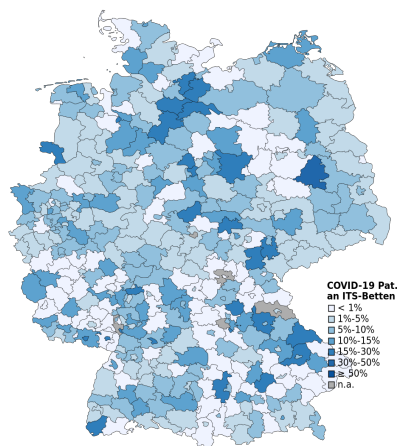 COVID-19 Pat.
an ITS-Betten
< 1%
1%-5%
5%-10%
10%-15%
15%-30%
30%-50%
≥ 50%
n.a.